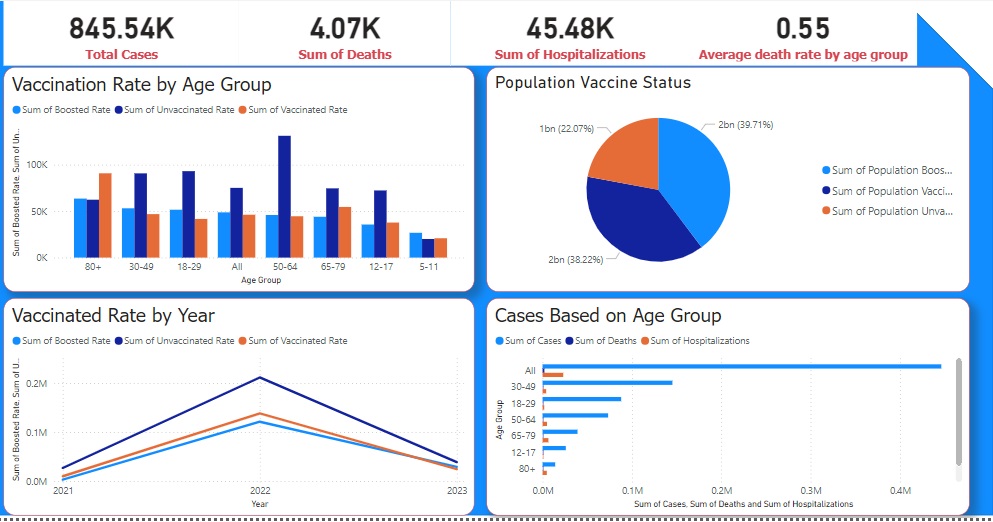 845.54K 4.07K 45.48K 0.55
Total Cases Sum of Deaths Sum of Hospitalizations Average death rate by age group
Vaccination Rate by Age Group
Sum of Boosted Rate Sum of Unvaccinated Rate Sum of Vaccinated Rate
Sum of Boosted Rate, Sum of Un...
100K
50K
0K
80+ 30-49 18-29 All 50-64 65-79 12-17 5-11
Age Group
Population Vaccine Status
1bn (22.07%)
2bn (39.71%)
2bn (38.22%)
Sum of Population Boos...
Sum of Population Vacci...
Sum of Population Unva...
Vaccinated Rate by Year
Sum of Boosted Rate Sum of Unvaccinated Rate Sum of Vaccinated Rate
Sum of Boosted Rate, Sum of U...
0.2M
0.1M
0.0M
2021 2022 2023
Year
Cases Based on Age Group
Sum of Cases Sum of Deaths Sum of Hospitalizations
Age Group
All
30-49
18-29
50-64
65-79
12-17
80+
0.0M 0.1M 0.2M 0.3M 0.4M
Sum of Cases, Sum of Deaths and Sum of Hospitalizations